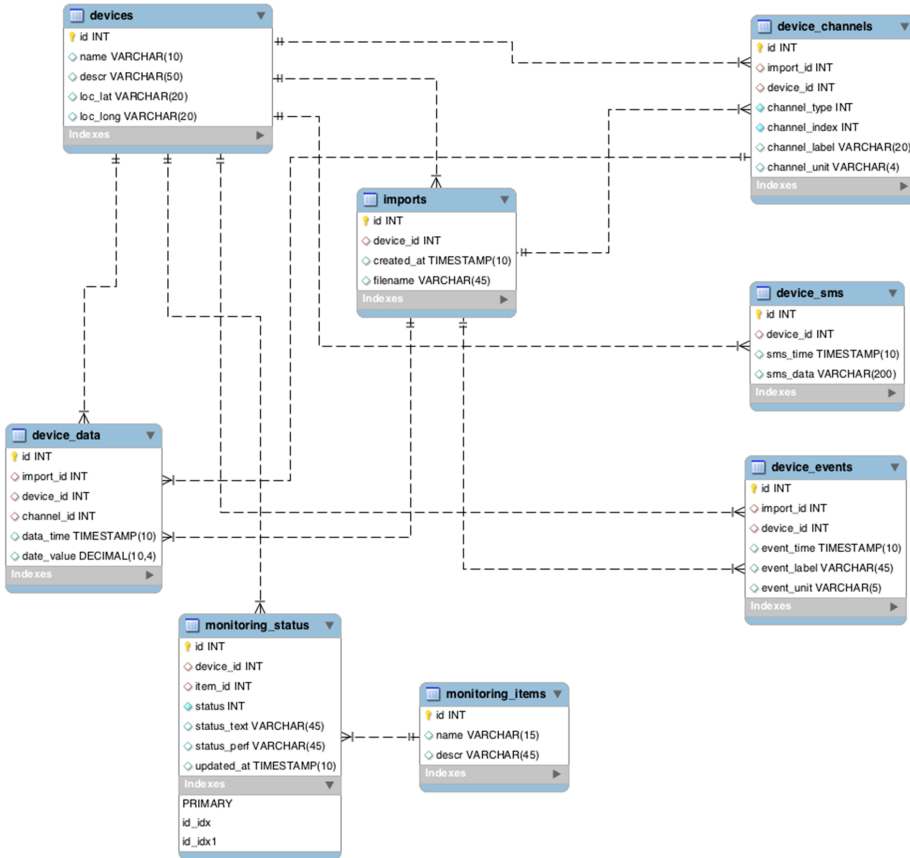 devices
id INT
name VARCHAR(10)
descr VARCHAR(50)
loc_lat VARCHAR(20)
loc_long VARCHAR(20)
Indexes
device_channels
id INT
import_id INT
device_id INT
channel_type INT
channel_index INT
channel_label VARCHAR(20)
channel_unit VARCHAR(4)
Indexes
imports
id INT
device_id INT
created_at TIMESTAMP(10)
filename VARCHAR(45)
Indexes
device_sms
id INT
device_id INT
sms_time TIMESTAMP(10)
sms_data VARCHAR(200)
Indexes
device_data
id INT
import_id INT
device_id INT
channel_id INT
data_time TIMESTAMP(10)
date_value DECIMAL(10,4)
Indexes
device_events
id INT
import_id INT
device_id INT
event_time TIMESTAMP(10)
event_label VARCHAR(45)
event_unit VARCHAR(5)
Indexes
monitoring_status
id INT
device_id INT
item_id INT
status INT
status_text VARCHAR(45)
status_perf VARCHAR(45)
updated_at TIMESTAMP(10)
Indexes
PRIMARY
id_idx
id_idx1
monitoring_items
id INT
name VARCHAR(15)
descr VARCHAR(45)
Indexes